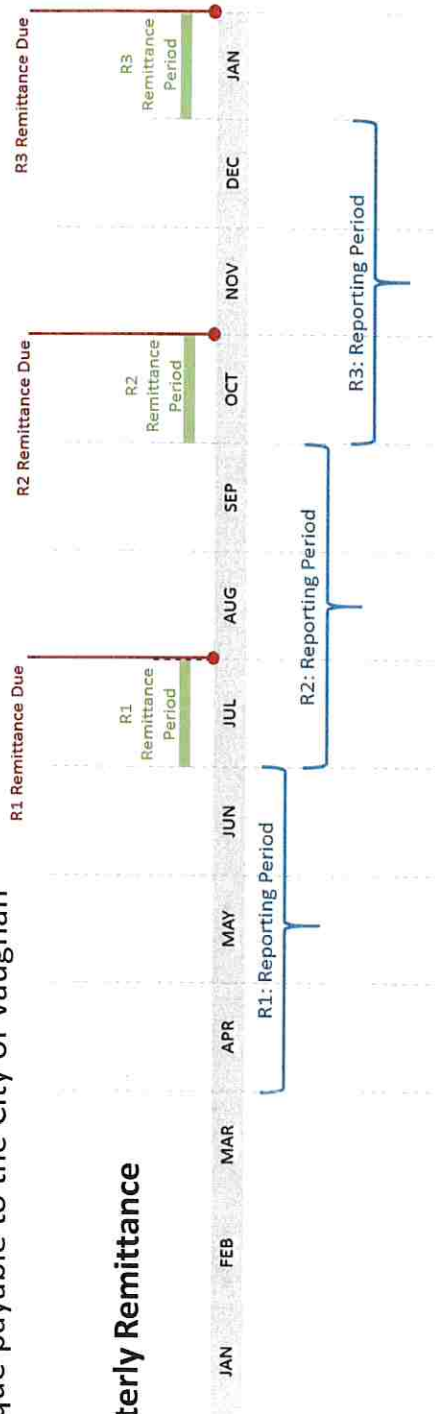 que payable to the City of Vaughan
terly Remittance
R1 Remittance Due
R2 Remittance Due
R3 Remittance Due
R1
Remittance
Period
R2
Remittance
Period
R3
Remittance
Period
JAN
FEB
MAR
APR
MAY
JUN
JUL
AUG
SEP
OCT
NOV
DEC
JAN
R1: Reporting Period
R2: Reporting Period
R3: Reporting Period